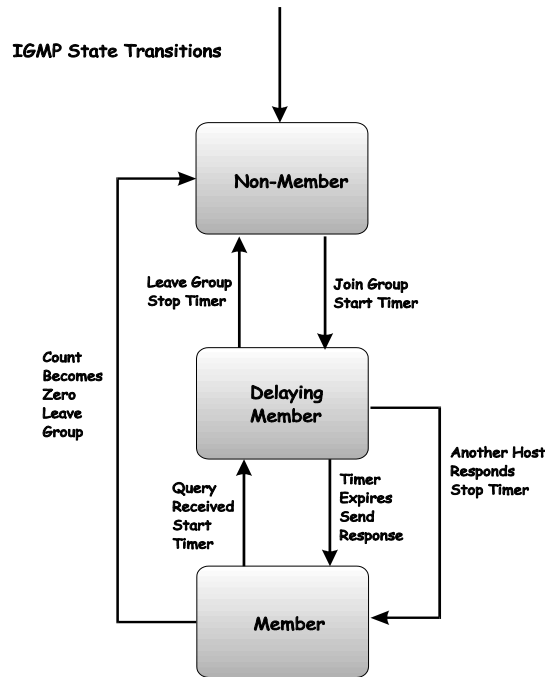 IGMP State Transitions
Non-Member
Leave Group
Stop Timer
Join Group
Start Timer
Count
Becomes
Zero
Leave
Group
Delaying
Member
Another Host
Responds
Stop Timer
Query
Received
Start
Timer
Timer
Expires
Send
Response
Member